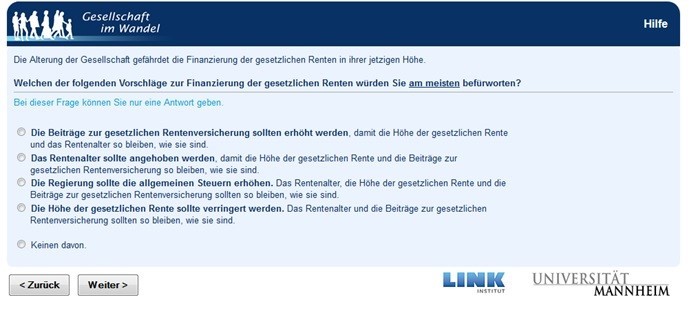 Gesellschaft
im Wandel
Hilfe
Die Alterung der Gesellschaft gefährdet die Finanzierung der gesetzlichen Renten in ihrer jetzigen Höhe.
Welchen der folgenden Vorschläge zur Finanzierung der gesetzlichen Renten würden Sie am meisten befürworten?
Bei dieser Frage können Sie nur eine Antwort geben.
Die Beiträge zur gesetzlichen Rentenversicherung sollten erhöht werden, damit die Höhe der gesetzlichen Rente
und das Rentenalter so bleiben, wie sie sind.
Das Rentenalter sollte angehoben werden, damit die Höhe der gesetzlichen Rente und die Beiträge zur
gesetzlichen Rentenversicherung so bleiben, wie sie sind.
Die Regierung sollte die allgemeinen Steuern erhöhen. Das Rentenalter, die Höhe der gesetzlichen Rente und die
Beiträge zur gesetzlichen Rentenversicherung sollten so bleiben, wie sie sind.
Die Höhe der gesetzlichen Rente sollte verringert werden. Das Rentenalter und die Beiträge zur gesetzlichen
Rentenversicherung sollten so bleiben, wie sie sind.
Keinen davon.
< Zurück
Weiter >
LINK
INSTITUT
UNIVERSITÄT
MANNHEIM